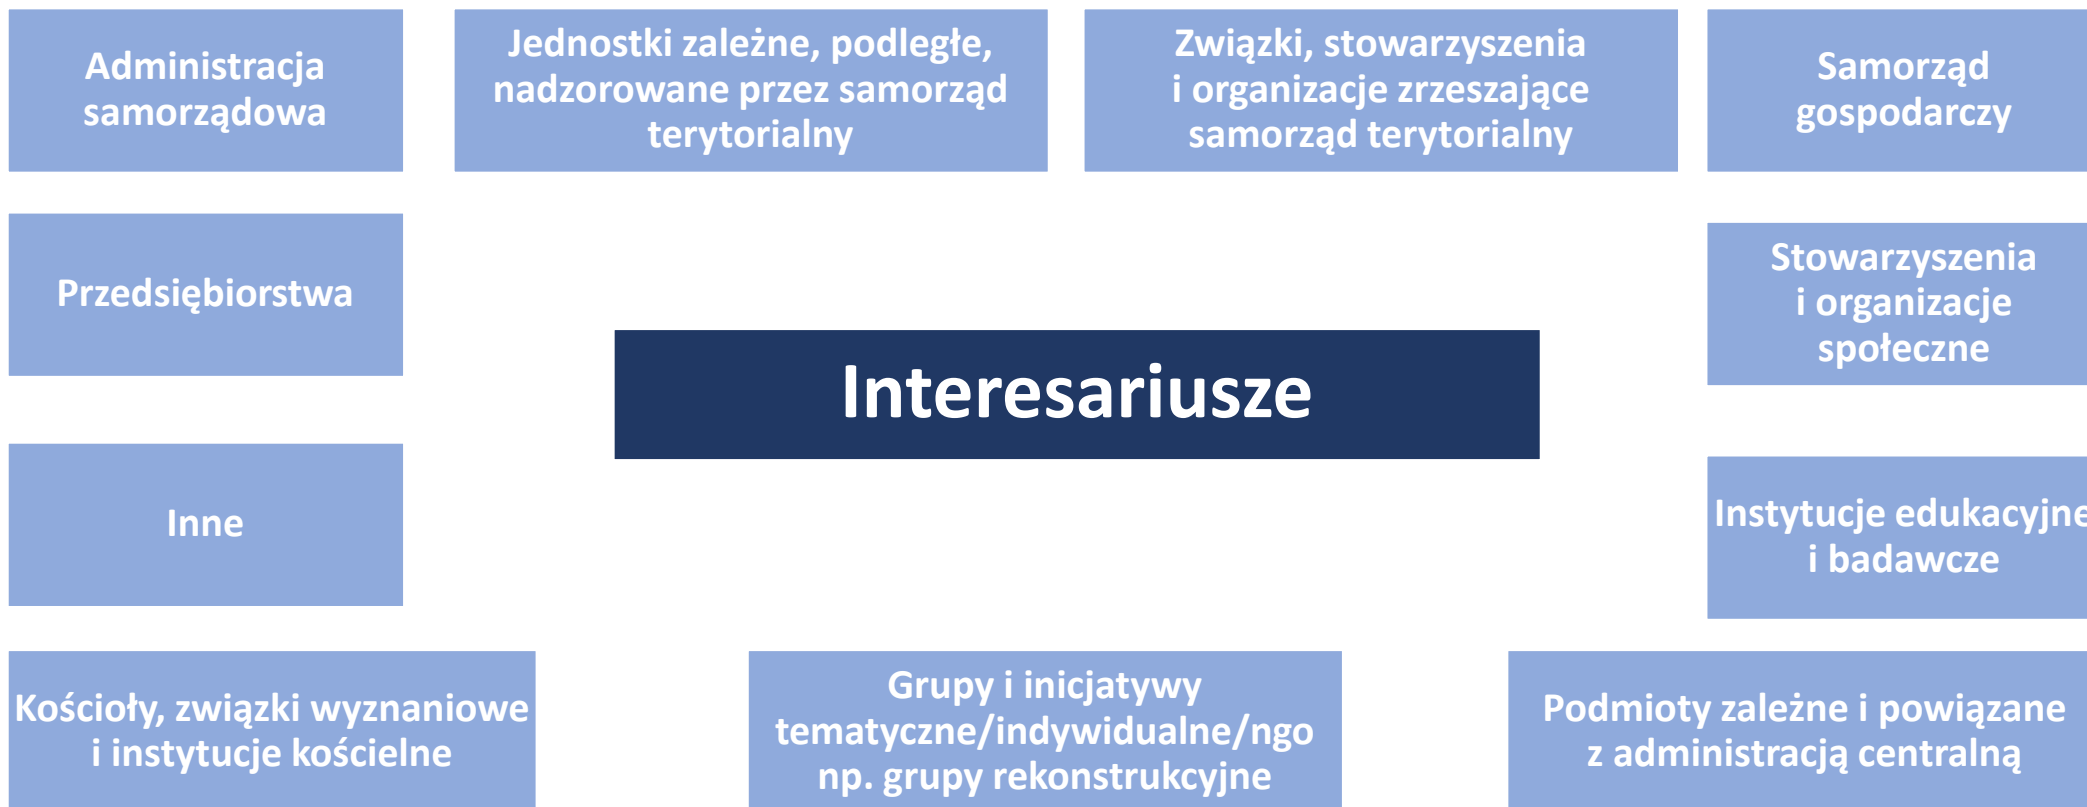 Administracja
samorządowa
Jednostki zależne, podległe,
nadzorowane przez samorząd
terytorialny
Związki, stowarzyszenia
i organizacje zrzeszające
samorząd terytorialny
Samorząd
gospodarczy
Przedsiębiorstwa
Stowarzyszenia
i organizacje
społeczne
Interesariusze
Inne
Instytucje edukacyjne
i badawcze
Kościoły, związki wyznaniowe
i instytucje kościelne
Grupy i inicjatywy
tematyczne/indywidualne/ngo
np. grupy rekonstrukcyjne
Podmioty zależne i powiązane
z administracją centralną